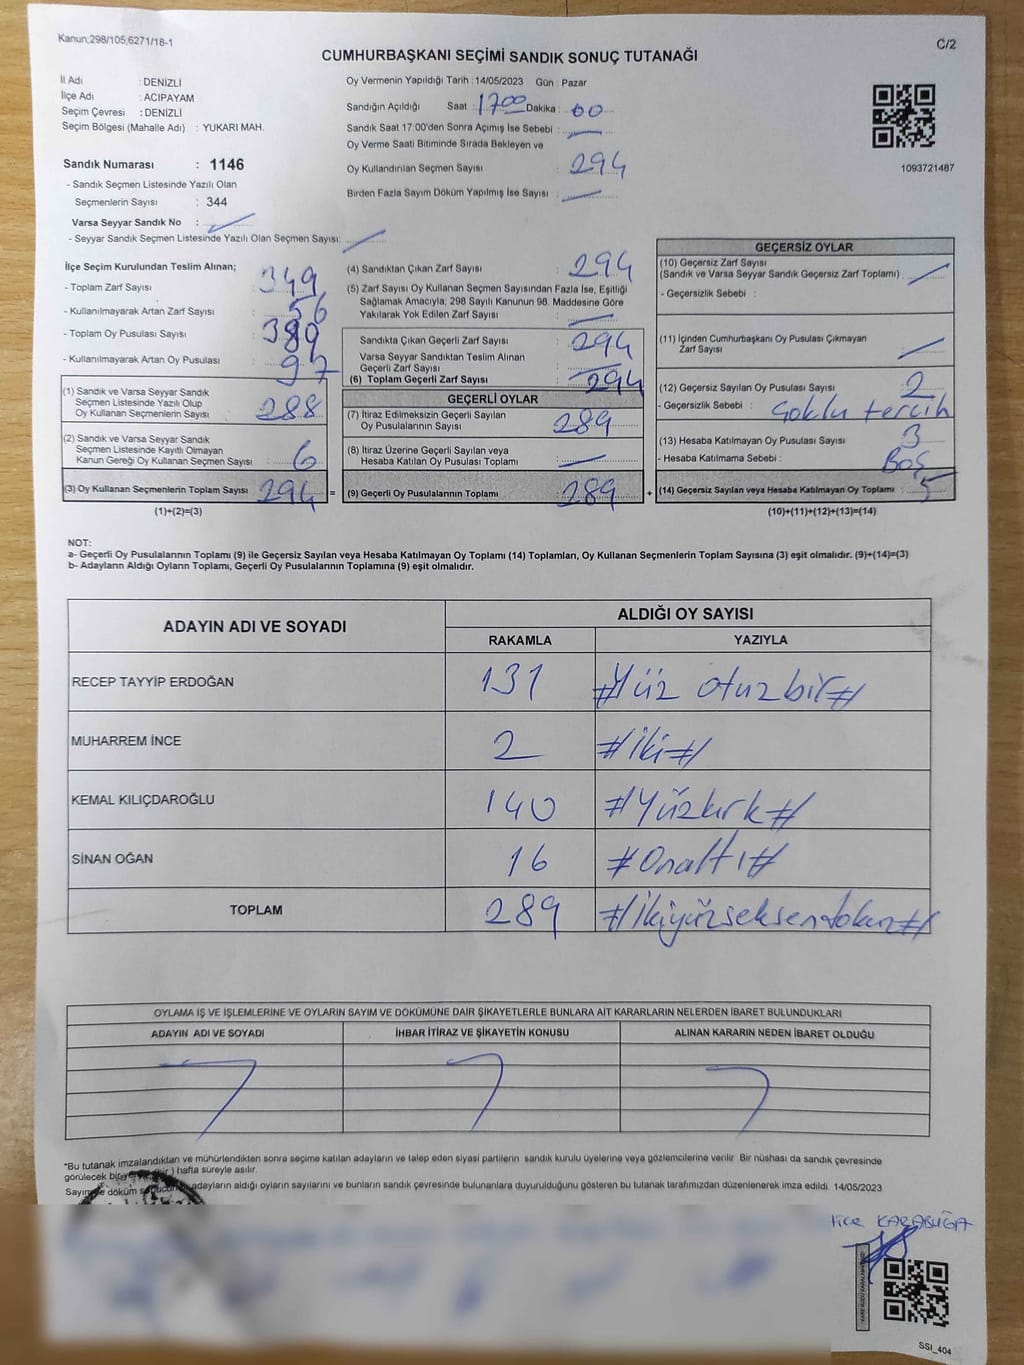 Kanun;298/105;6271/18-1
C/2
CUMHURBAŞKANI SEÇİMİ SANDIK SONUÇ TUTANAĞI
İl Adı : DENİZLİ
İlçe Adı : ACIPAYAM
Seçim Çevresi : DENİZLİ
Seçim Bölgesi (Mahalle Adı) : YUKARI MAH.
Sandık Numarası : 1146
- Sandık Seçmen Listesinde Yazılı Olan
Seçmenlerin Sayısı : 344
Varsa Seyyar Sandık No :
- Seyyar Sandık Seçmen Listesinde Yazılı Olan Seçmen Sayısı:
Oy Vermenin Yapıldığı Tarih : 14/05/2023 Gün : Pazar
Sandığın Açıldığı Saat : 1700 Dakika : 00
Sandık Saat 17:00'den Sonra Açımış İse Sebebi :
Oy Verme Saati Bitiminde Sırada Bekleyen ve
Oy Kullandırılan Seçmen Sayısı : 294
Birden Fazla Sayım Döküm Yapılmış İse Sayısı :
1093721487
İlçe Seçim Kurulundan Teslim Alınan;
- Toplam Zarf Sayısı : 349
- Kullanılmayarak Artan Zarf Sayısı : 56
- Toplam Oy Pusulası Sayısı : 389
- Kullanılmayarak Artan Oy Pusulası : 97
(1) Sandık ve Varsa Seyyar Sandık
Seçmen Listesinde Yazılı Olup
Oy Kullanan Seçmenlerin Sayısı : 288
(2) Sandık ve Varsa Seyyar Sandık
Seçmen Listesinde Kayıtlı Olmayan
Kanun Gereği Oy Kullanan Seçmen Sayısı : 6
(3) Oy Kullanan Seçmenlerin Toplam Sayısı : 294 =
(1)+(2)=(3)
(4) Sandıktan Çıkan Zarf Sayısı : 294
(5) Zarf Sayısı Oy Kullanan Seçmen Sayısından Fazla İse, Eşitliği
Sağlamak Amacıyla, 298 Sayılı Kanunun 98. Maddesine Göre
Yakılarak Yok Edilen Zarf Sayısı :
Sandıkta Çıkan Geçerli Zarf Sayısı : 294
Varsa Seyyar Sandıktan Teslim Alınan
Geçerli Zarf Sayısı :
(6) Toplam Geçerli Zarf Sayısı : 294
GEÇERLİ OYLAR
(7) İtiraz Edilmeksizin Geçerli Sayılan
Oy Pusulalarının Sayısı : 289
(8) İtiraz Üzerine Geçerli Sayılan veya
Hesaba Katılan Oy Pusulası Toplamı :
(9) Geçerli Oy Pusulalarının Toplamı : 289 +
GEÇERSİZ OYLAR
(10) Geçersiz Zarf Sayısı
(Sandık ve Varsa Seyyar Sandık Geçersiz Zarf Toplamı) :
- Geçersizlik Sebebi :
(11) İçinden Cumhurbaşkanı Oy Pusulası Çıkmayan
Zarf Sayısı :
(12) Geçersiz Sayılan Oy Pusulası Sayısı : 2
- Geçersizlik Sebebi : çoklu tercih
(13) Hesaba Katılmayan Oy Pusulası Sayısı : 3
- Hesaba Katılmama Sebebi : Boş
(14) Geçersiz Sayılan veya Hesaba Katılmayan Oy Toplamı : 5
(10)+(11)+(12)+(13)=(14)
NOT:
a- Geçerli Oy Pusulalarının Toplamı (9) ile Geçersiz Sayılan veya Hesaba Katılmayan Oy Toplamı (14) Toplamları, Oy Kullanan Seçmenlerin Toplam Sayısına (3) eşit olmalıdır. (9)+(14)=(3)
b- Adayların Aldığı Oyların Toplamı, Geçerli Oy Pusulalarının Toplamına (9) eşit olmalıdır.
ADAYIN ADI VE SOYADI
ALDIĞI OY SAYISI
RAKAMLA YAZIYLA
RECEP TAYYİP ERDOĞAN 131 #Yüz otuzbir#
MUHARREM İNCE 2 #iki#
KEMAL KILIÇDAROĞLU 140 #Yüzkırk#
SİNAN OĞAN 16 #Onaltı#
TOPLAM 289 #ikiyüzseksendokuz#
OYLAMA İŞ VE İŞLEMLERİNE VE OYLARIN SAYIM VE DÖKÜMÜNE DAİR ŞİKAYETLERLE BUNLARA AİT KARARLARIN NELERDEN İBARET BULUNDUKLARI
ADAYIN ADI VE SOYADI İHBAR İTİRAZ VE ŞİKAYETİN KONUSU ALINAN KARARIN NEDEN İBARET OLDUĞU
"Bu tutanak imzalandıktan ve mühürlendikten sonra seçime katılan adayların ve talep eden siyasi partilerin sandık kurulu üyelerine veya gözlemcilerine verilir. Bir nüshası da sandık çevresinde
görülecek bir yere (bir) hafta süreyle asılır.
Sayım ve döküm adayların aldığı oyların sayılarını ve bunların sandık çevresinde bulunanlara duyurulduğunu gösteren bu tutanak tarafımızdan düzenlenerek imza edildi. 14/05/2023
KARABUĞA
SSI_404